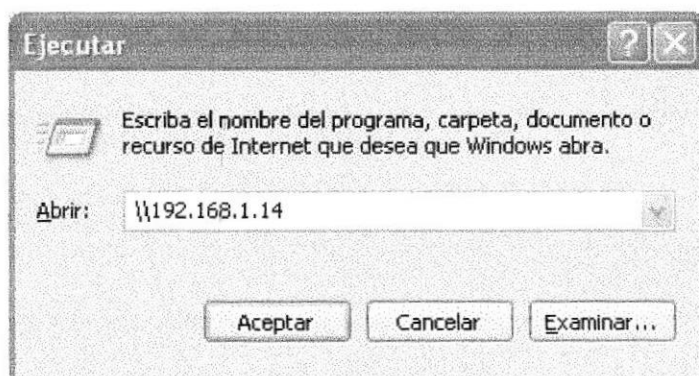 Ejecutar
Escriba el nombre del programa, carpeta, documento o
recurso de Internet que desea que Windows abra.
Abrir: \\192.168.1.14
Aceptar Cancelar Examinar...